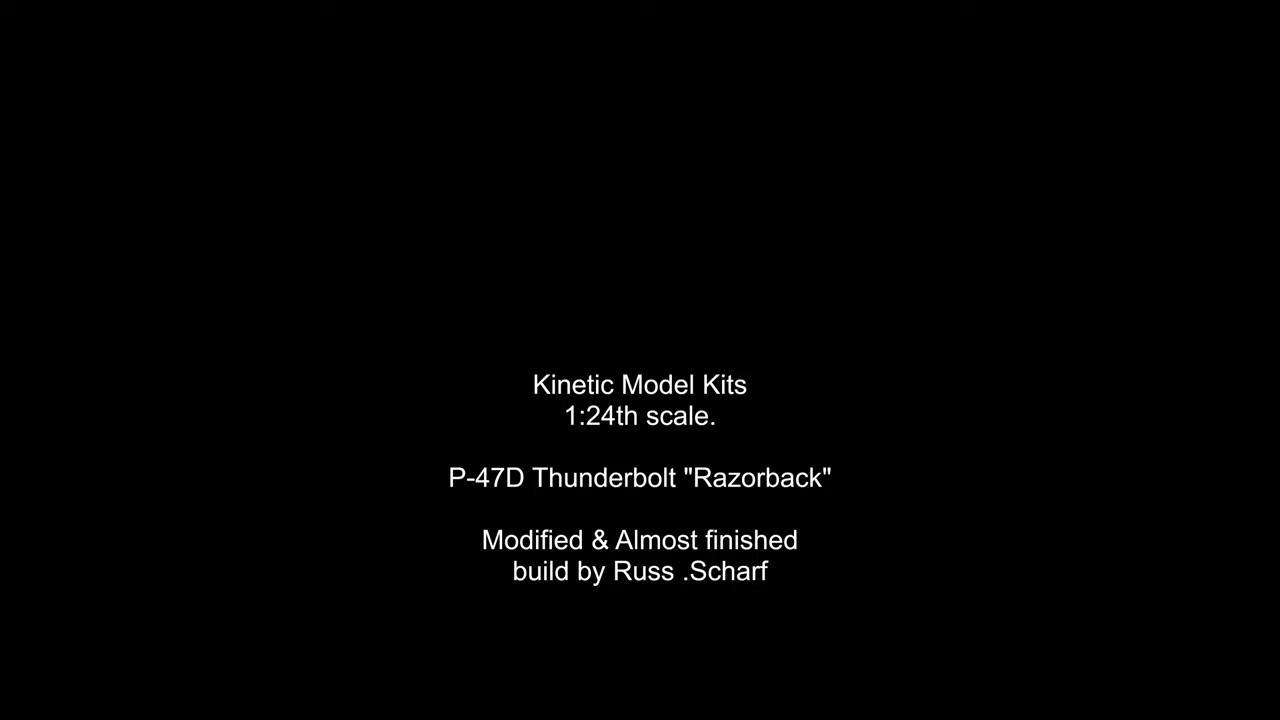 Kinetic Model Kits
1:24th scale.
P-47D Thunderbolt "Razorback"
Modified & Almost finished
build by Russ .Scharf